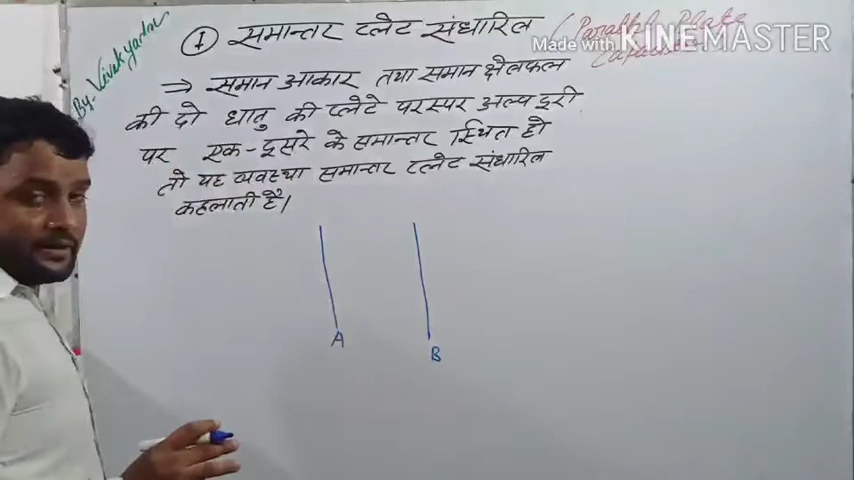 By:- Vivek yadav
① समान्तर प्लेट संधारित्र ( Parallel Plate
Capacitor
Made with KINEMASTER
⇒ समान आकार तथा समान क्षेत्रफल
की दो धातु की प्लेटे परस्पर अल्प दूरी
पर एक-दूसरे के समान्तर स्थित हो
तो यह व्यवस्था समान्तर प्लेट संधारित्र
कहलाती है।
A
B